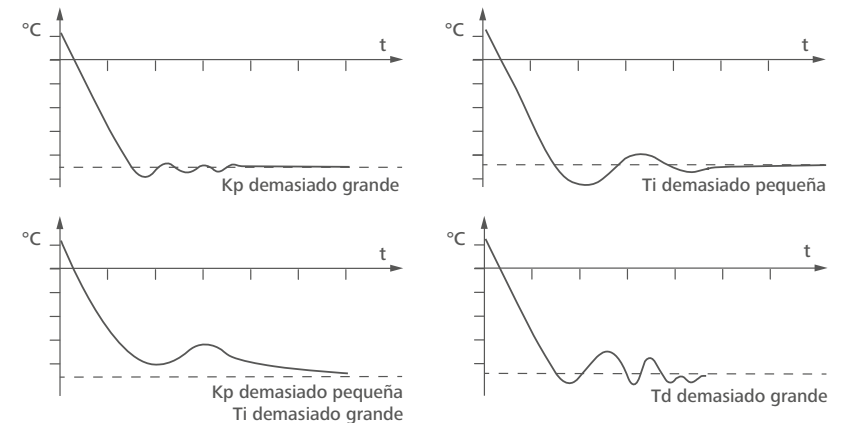 °C
t
Kp demasiado grande
°C
t
Ti demasiado pequeña
°C
t
Kp demasiado pequeña
Ti demasiado grande
°C
t
Td demasiado grande